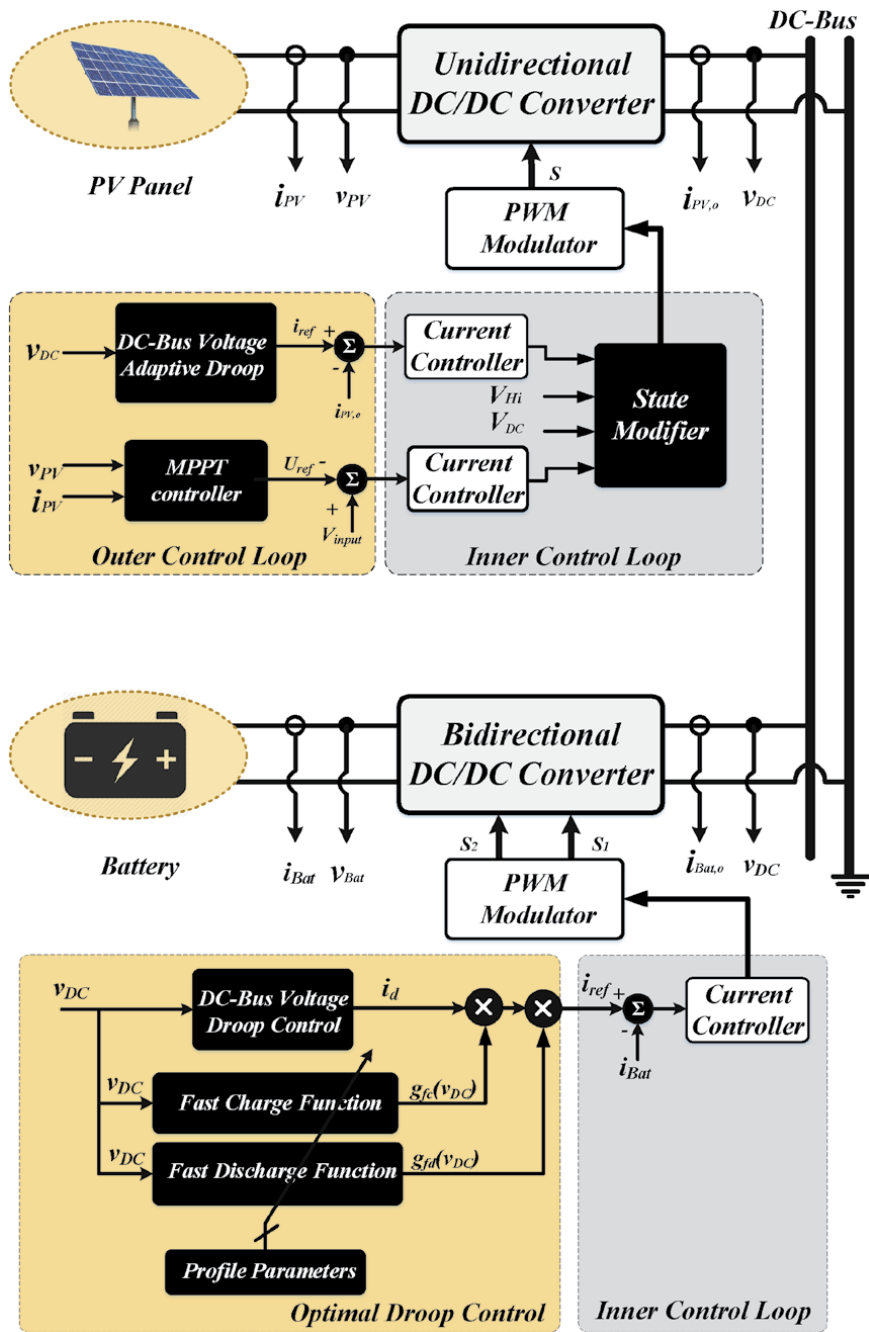 DC-Bus
Unidirectional
DC/DC Converter
PV Panel
iPV
vPV
S
iPV,o
vDC
PWM
Modulator
vDC
DC-Bus Voltage
Adaptive Droop
iref
+
Σ
-
iPV,o
Current
Controller
VHi
VDC
State
Modifier
vPV
iPV
MPPT
controller
Uref
-
Σ
+
Vinput
Current
Controller
Outer Control Loop
Inner Control Loop
- +
Bidirectional
DC/DC Converter
Battery
iBat
vBat
S2
S1
iBat,o
vDC
PWM
Modulator
vDC
DC-Bus Voltage
Droop Control
id
×
×
iref
+
Σ
-
iBat
Current
Controller
vDC
Fast Charge Function
gfc(vDC)
vDC
Fast Discharge Function
gfd(vDC)
Profile Parameters
Optimal Droop Control
Inner Control Loop